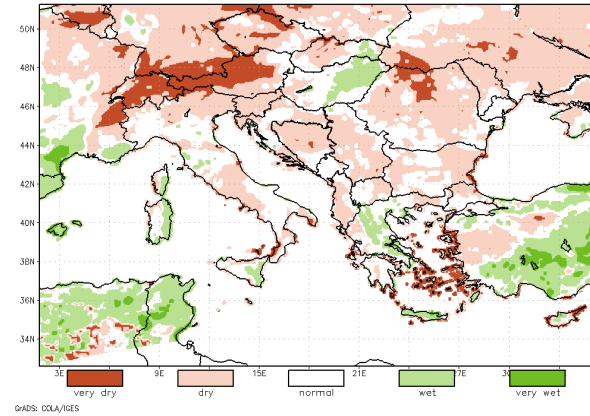 50N
48N
46N
44N
42N
40N
38N
36N
34N
3E 9E 15E 21E 27E
very dry dry normal wet very wet
GrADS: COLA/IGES